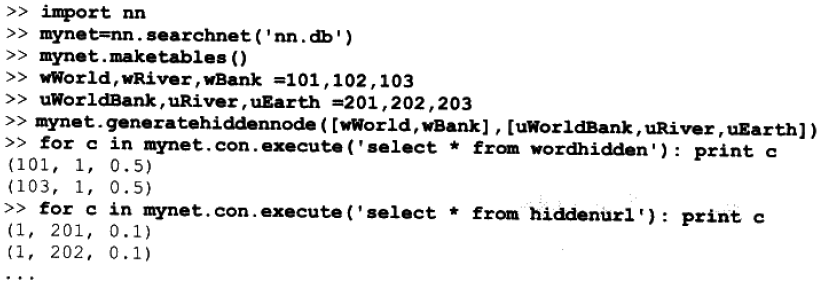 >> import nn
>> mynet=nn.searchnet('nn.db')
>> mynet.maketables()
>> wWorld,wRiver,wBank =101,102,103
>> uWorldBank,uRiver,uEarth =201,202,203
>> mynet.generatehiddennode([wWorld,wBank],[uWorldBank,uRiver,uEarth])
>> for c in mynet.con.execute('select * from wordhidden'): print c
(101, 1, 0.5)
(103, 1, 0.5)
>> for c in mynet.con.execute('select * from hiddenurl'): print c
(1, 201, 0.1)
(1, 202, 0.1)
...